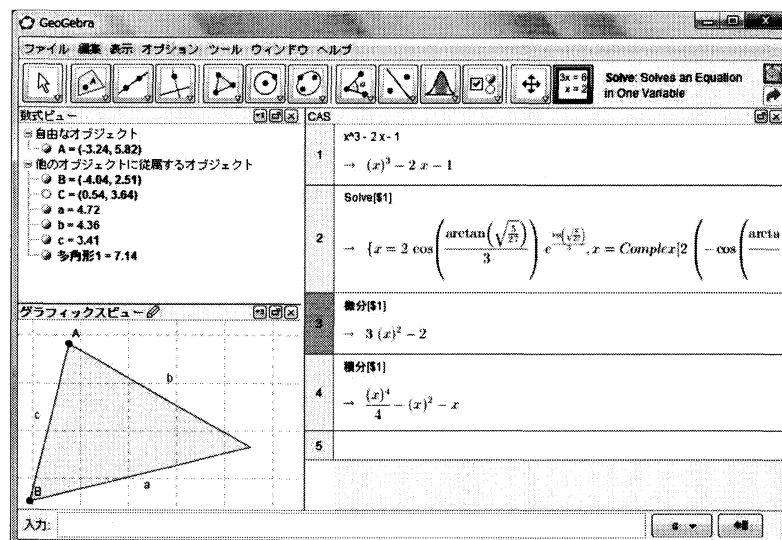 GeoGebra
ファイル 編集 表示 オプション ツール ウィンドウ ヘルプ
3x = 6
x = 2
Solve: Solves an Equation
in One Variable
数式ビュー
自由なオブジェクト
A = (-3.24, 5.82)
他のオブジェクトに従属するオブジェクト
B = (-4.04, 2.51)
C = (0.54, 3.64)
a = 4.72
b = 4.36
c = 3.41
多角形1 = 7.14
グラフィックスビュー
A
b
c
a
B
CAS
1
x^3 - 2 x - 1
→ (x)³ − 2 x − 1
2
Solve[$1]
→ {x = 2 cos(arctan(√(5/27))/3) e^, x = Complex[2 (−cos(arcta
3
微分[$1]
→ 3 (x)² − 2
4
積分[$1]
→ (x)⁴/4 − (x)² − x
5
入力:
α